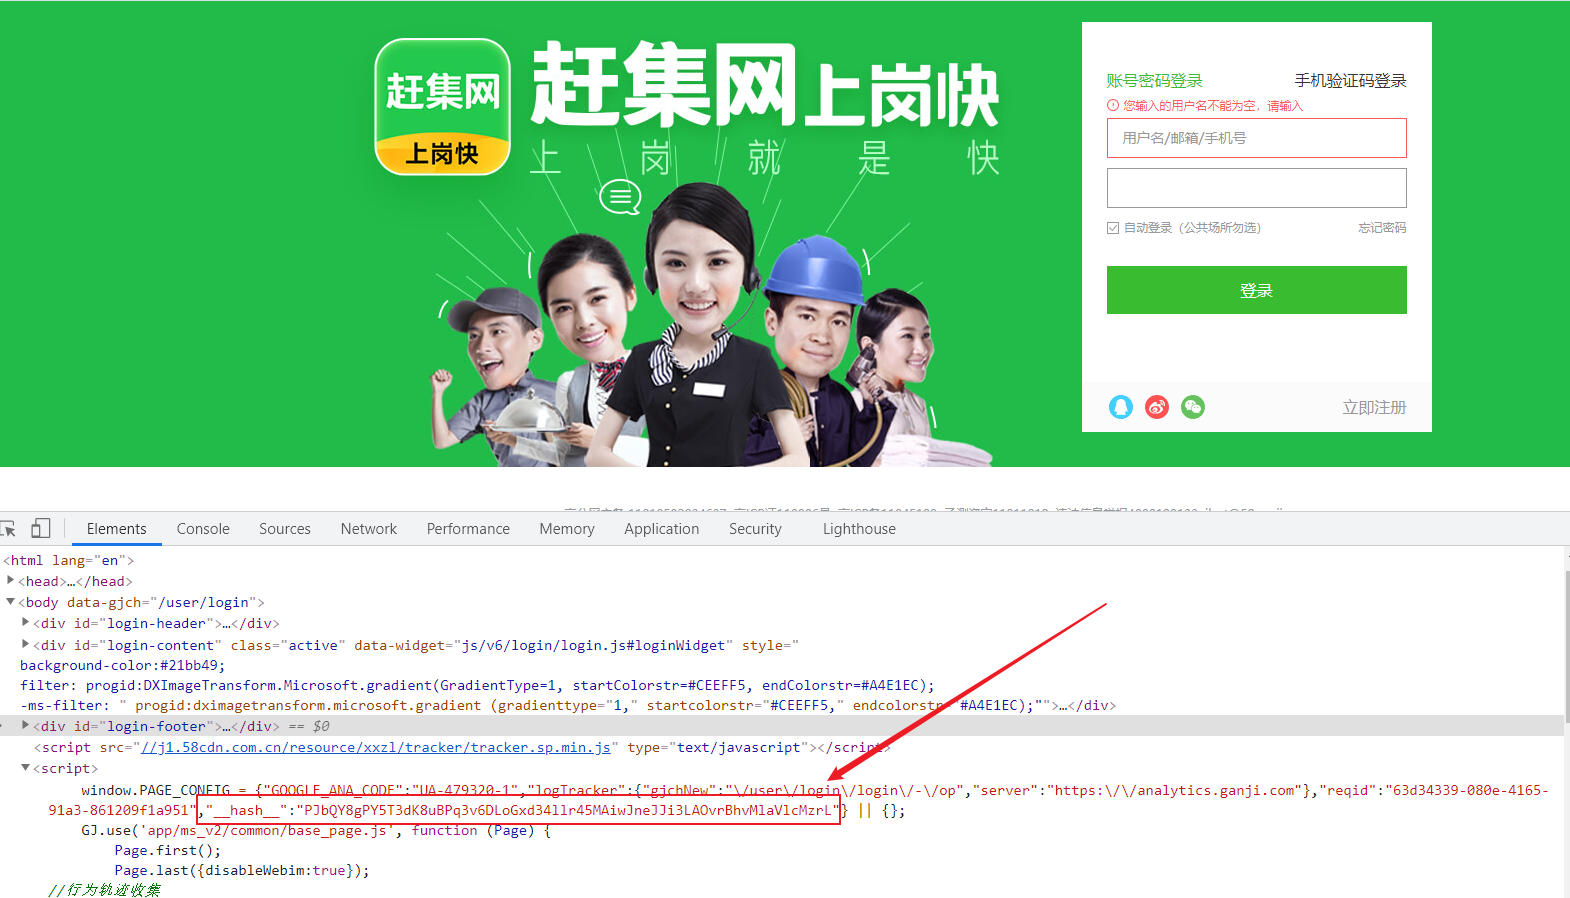 赶集网
上岗快
赶集网上岗快
上岗就是快
账号密码登录 手机验证码登录
您输入的用户名不能为空，请输入
用户名/邮箱/手机号
自动登录（公共场所勿选） 忘记密码
登录
立即注册
Elements Console Sources Network Performance Memory Application Security Lighthouse
<html lang="en">
<head>…</head>
<body data-gjch="/user/login">
<div id="login-header">…</div>
<div id="login-content" class="active" data-widget="js/v6/login/login.js#loginWidget" style="
background-color:#21bb49;
filter: progid:DXImageTransform.Microsoft.gradient(GradientType=1, startColorstr=#CEEFF5, endColorstr=#A4E1EC);
-ms-filter: " progid:dximagetransform.microsoft.gradient (gradienttype="1," startcolorstr="#CEEFF5," endcolorstr="#A4E1EC);"">…</div>
<div id="login-footer">…</div> == $0
<script src="//j1.58cdn.com.cn/resource/xxzl/tracker/tracker.sp.min.js" type="text/javascript"></script>
<script>
window.PAGE_CONFIG = {"GOOGLE_ANA_CODE":"UA-479320-1","logTracker":{"gjchNew":"\/user\/login\/login\/-\/op","server":"https:\/\/analytics.ganji.com"},"reqid":"63d34339-080e-4165-
91a3-861209f1a951","__hash__":"PJbQY8gPY5T3dK8uBPq3v6DLoGxd34llr45MAiwJneJJi3LAOvrBhvMlaVlcMzrL"} || {};
GJ.use('app/ms_v2/common/base_page.js', function (Page) {
Page.first();
Page.last({disableWebim:true});
//行为轨迹收集